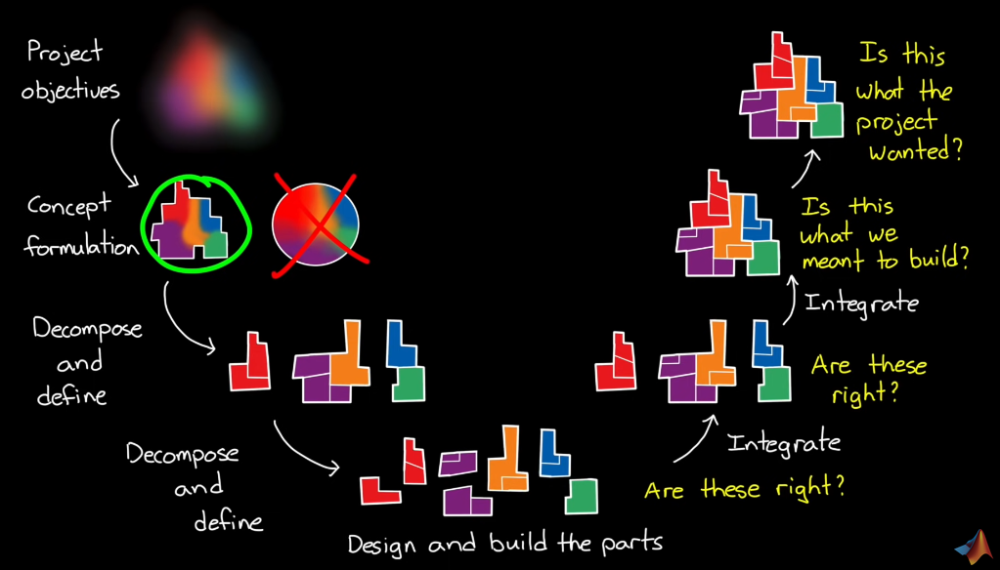 Project
objectives
Concept
formulation
Decompose
and
define
Decompose
and
define
Design and build the parts
Are these right?
Integrate
Are these
right?
Integrate
Is this
what we
meant to build?
Is this
what the
project
wanted?